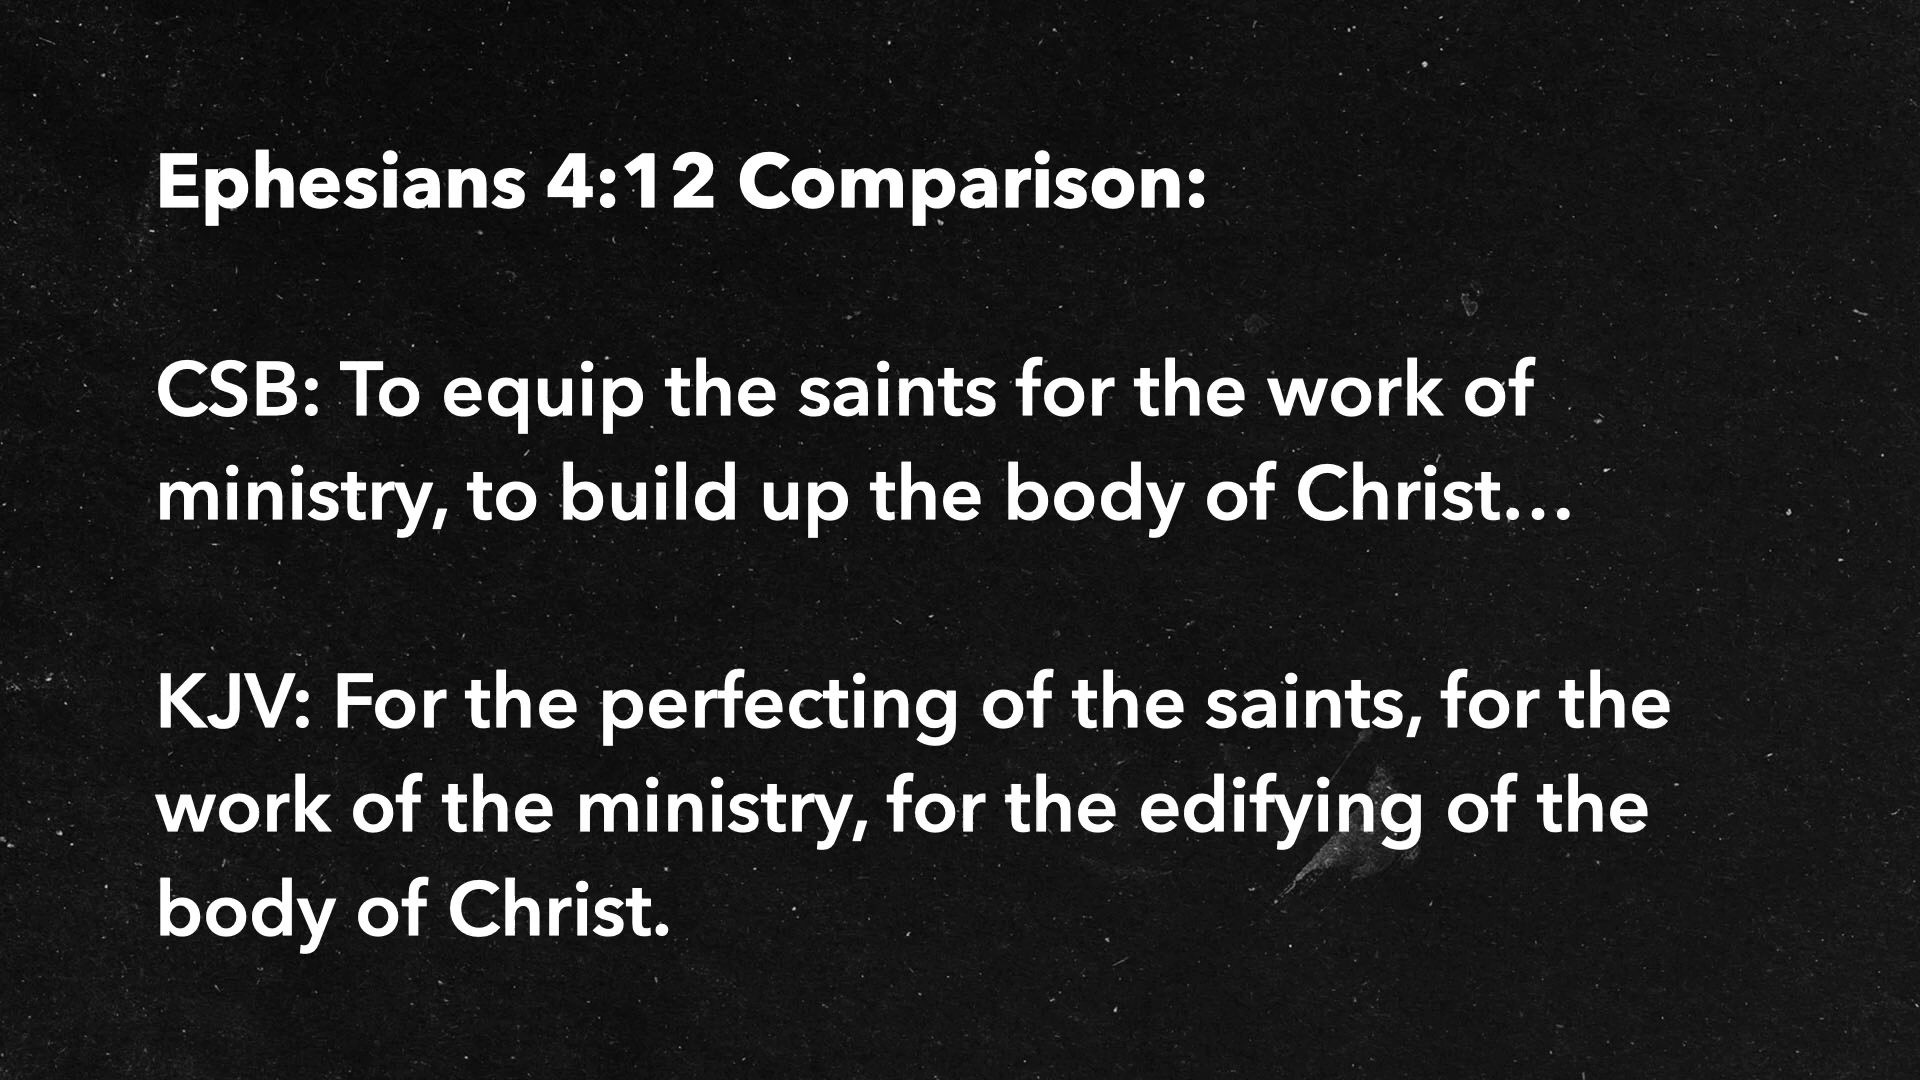 Ephesians 4:12 Comparison:
CSB: To equip the saints for the work of
ministry, to build up the body of Christ…
KJV: For the perfecting of the saints, for the
work of the ministry, for the edifying of the
body of Christ.